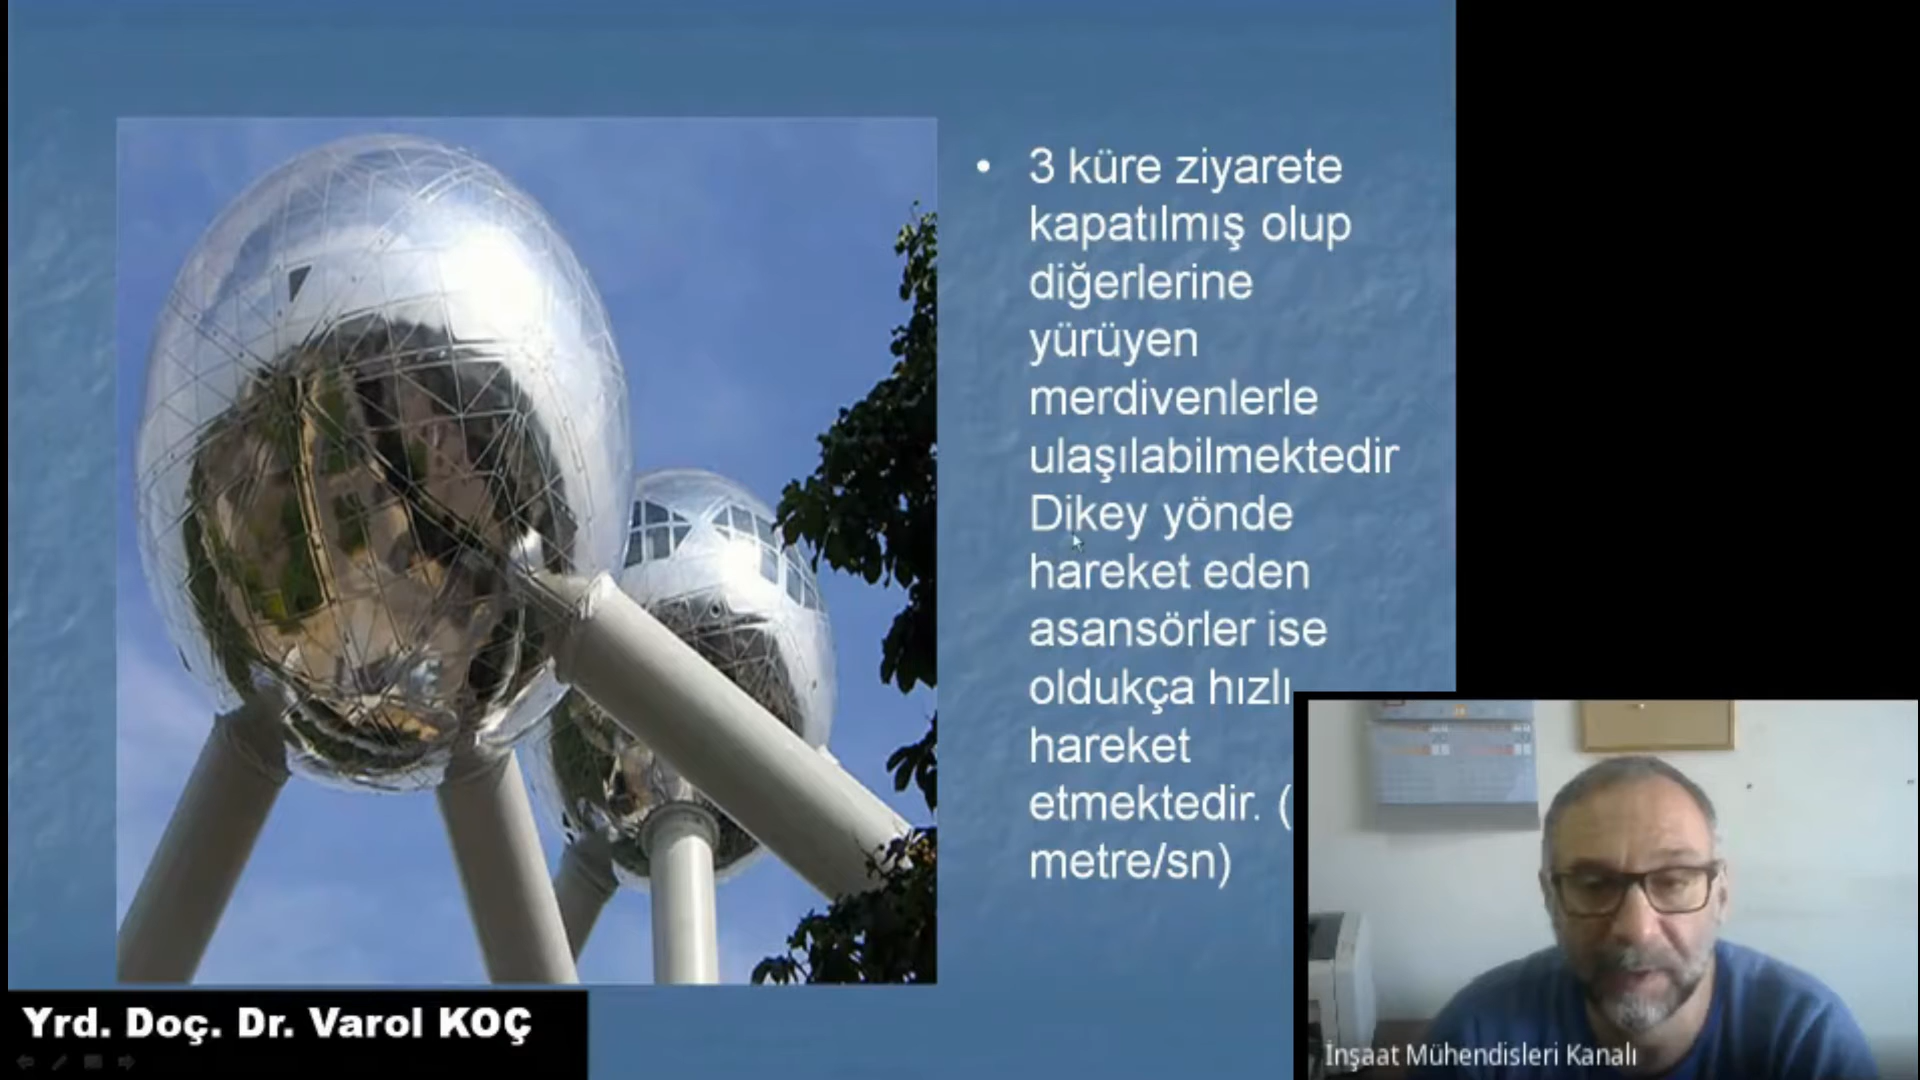 • 3 küre ziyarete
kapatılmış olup
diğerlerine
yürüyen
merdivenlerle
ulaşılabilmektedir
Dikey yönde
hareket eden
asansörler ise
oldukça hızlı
hareket
etmektedir. (
metre/sn)
Yrd. Doç. Dr. Varol KOÇ
İnşaat Mühendisleri Kanalı